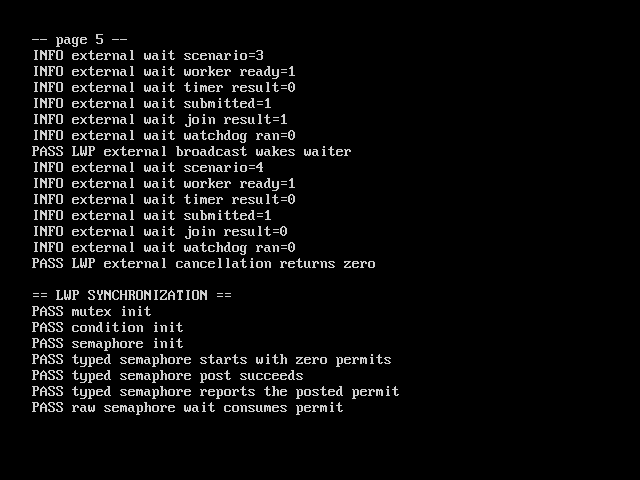 -- page 5 --
INFO external wait scenario=3
INFO external wait worker ready=1
INFO external wait timer result=0
INFO external wait submitted=1
INFO external wait join result=1
INFO external wait watchdog ran=0
PASS LWP external broadcast wakes waiter
INFO external wait scenario=4
INFO external wait worker ready=1
INFO external wait timer result=0
INFO external wait submitted=1
INFO external wait join result=0
INFO external wait watchdog ran=0
PASS LWP external cancellation returns zero
== LWP SYNCHRONIZATION ==
PASS mutex init
PASS condition init
PASS semaphore init
PASS typed semaphore starts with zero permits
PASS typed semaphore post succeeds
PASS typed semaphore reports the posted permit
PASS raw semaphore wait consumes permit